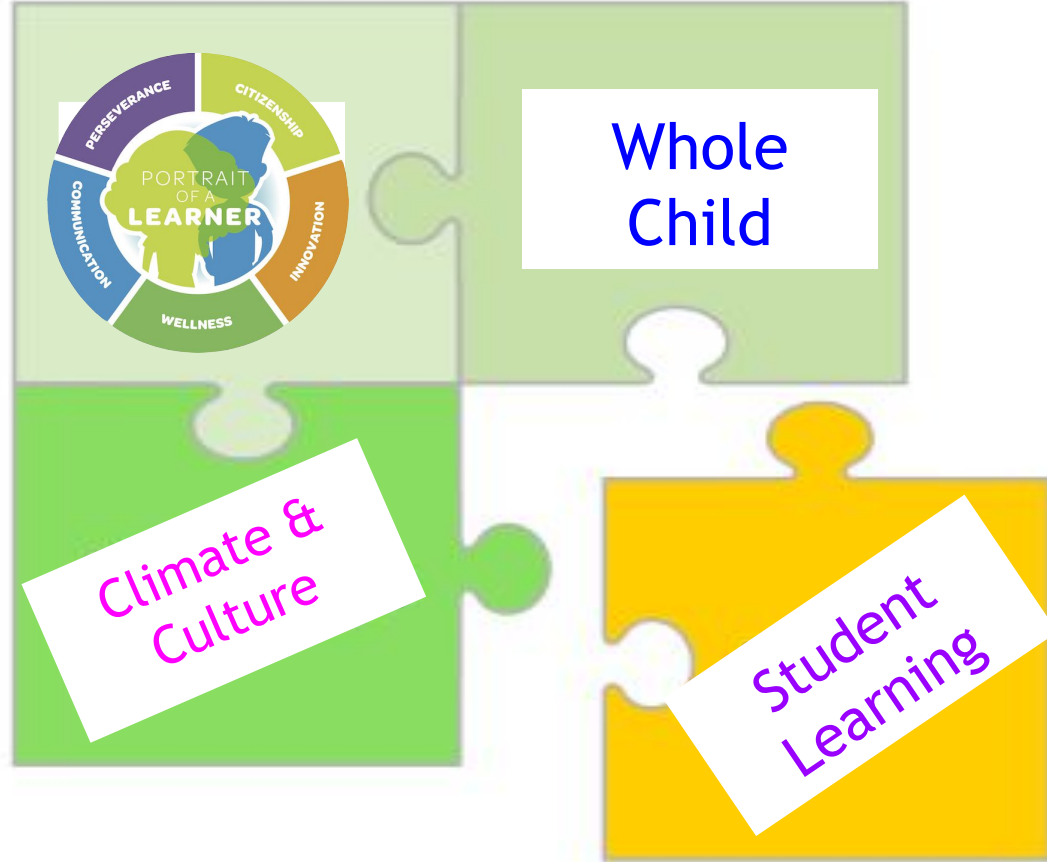 PERSEVERANCE
CITIZENSHIP
COMMUNICATION
INNOVATION
WELLNESS
PORTRAIT
OF A
LEARNER
Whole
Child
Climate &
Culture
Student
Learning